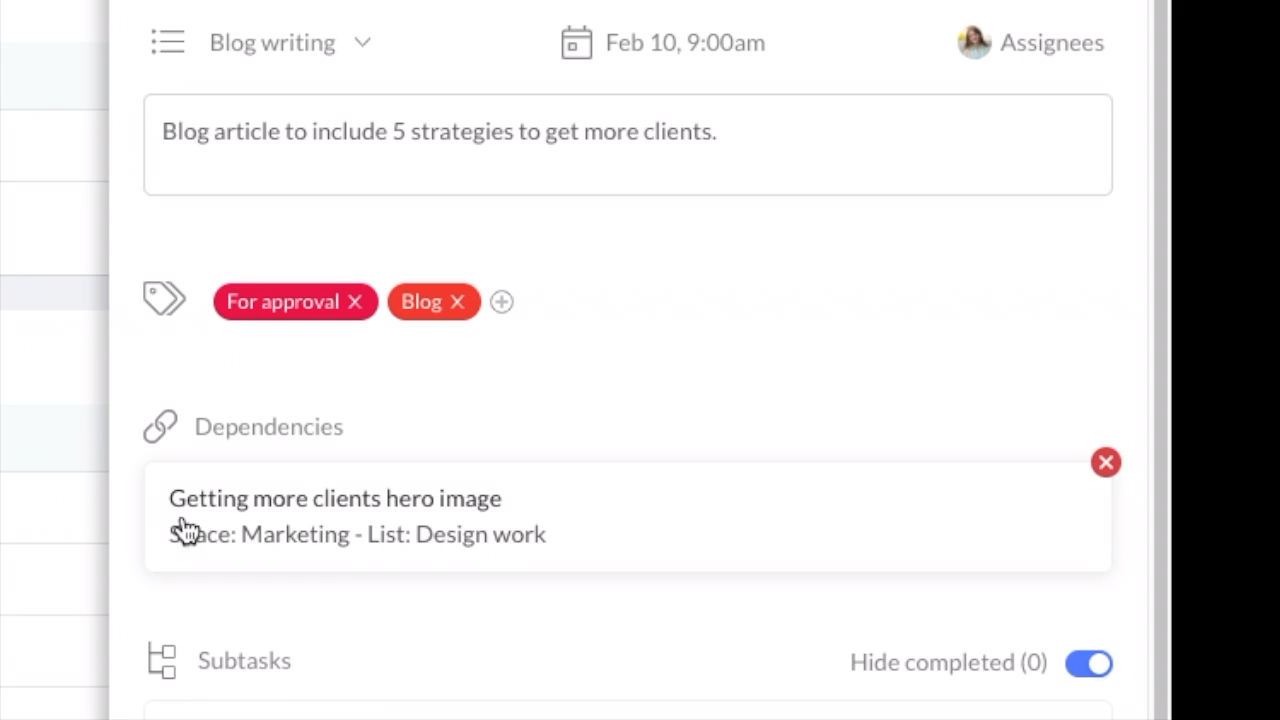 Blog writing
Feb 10, 9:00am
Assignees
Blog article to include 5 strategies to get more clients.
For approval
Blog
Dependencies
Getting more clients hero image
Space: Marketing - List: Design work
Subtasks
Hide completed (0)